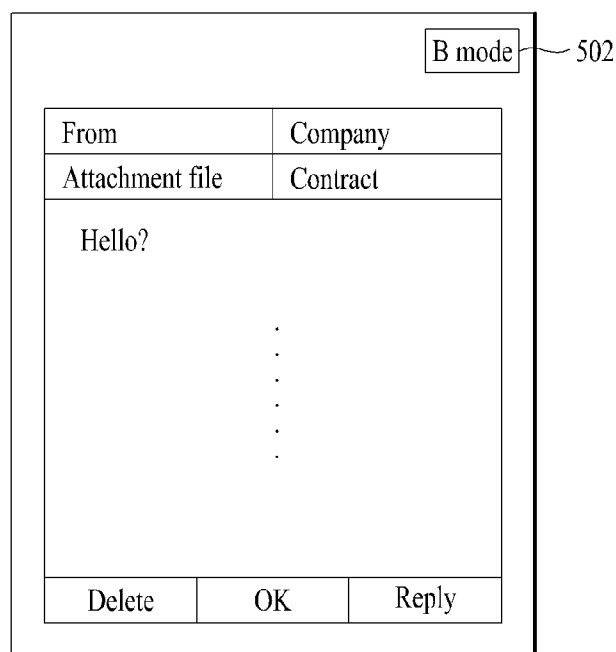 B mode 502
From Company
Attachment file Contract
Hello?
Delete OK Reply